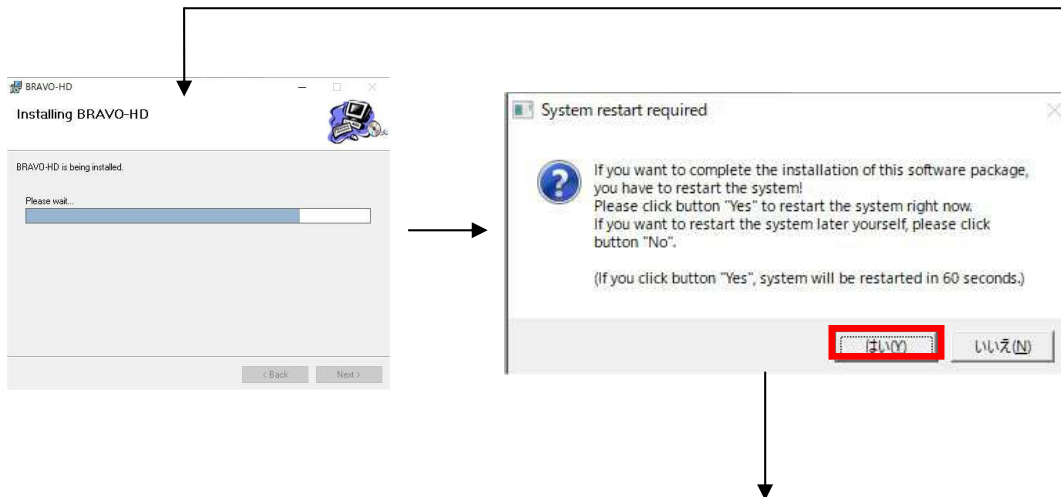 BRAVO-HD
Installing BRAVO-HD
BRAVO-HD is being installed.
Please wait...
< Back
Next >
System restart required
If you want to complete the installation of this software package,
you have to restart the system!
Please click button "Yes" to restart the system right now.
If you want to restart the system later yourself, please click
button "No".
(If you click button "Yes", system will be restarted in 60 seconds.)
はい(Y)
いいえ(N)